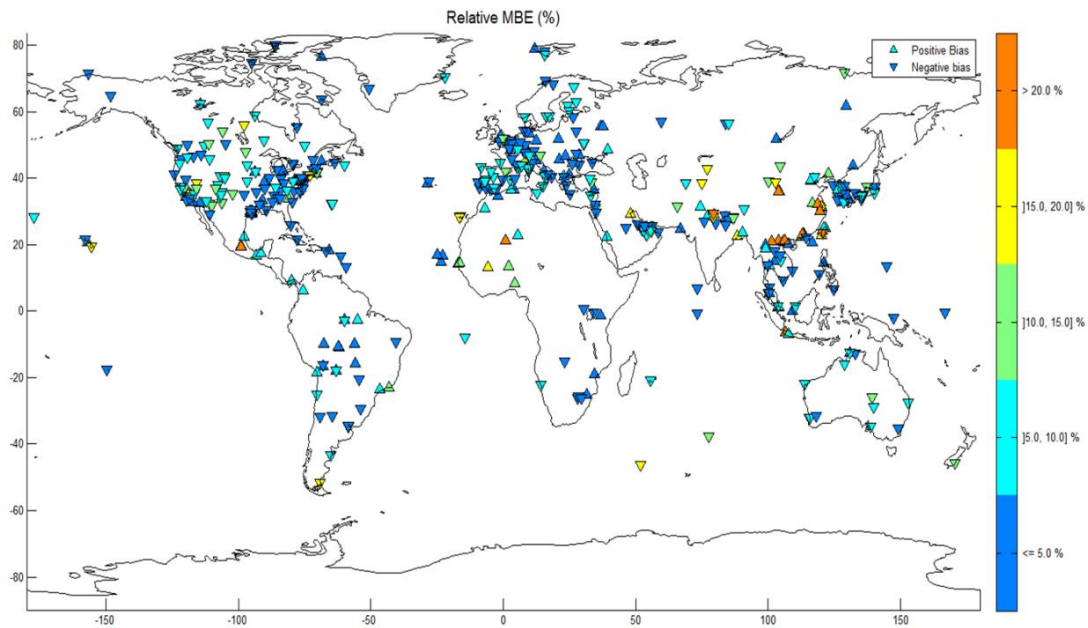 Relative MBE (%)
Positive Bias
Negative bias
80
60
40
20
0
-20
-40
-60
-80
-150
-100
-50
0
50
100
150
> 20.0 %
]15.0, 20.0] %
]10.0, 15.0] %
]5.0, 10.0] %
<= 5.0 %